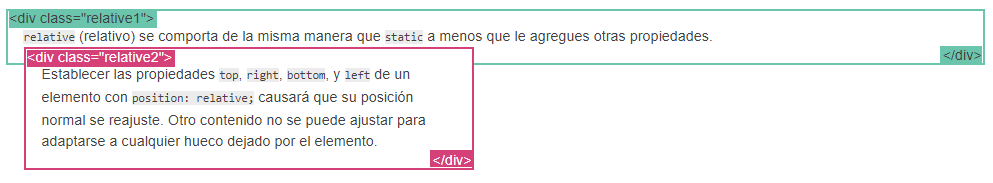 <div class="relative1">
relative (relativo) se comporta de la misma manera que static a menos que le agregues otras propiedades.
</div>
<div class="relative2">
Establecer las propiedades top, right, bottom, y left de un
elemento con position: relative; causará que su posición
normal se reajuste. Otro contenido no se puede ajustar para
adaptarse a cualquier hueco dejado por el elemento.
</div>